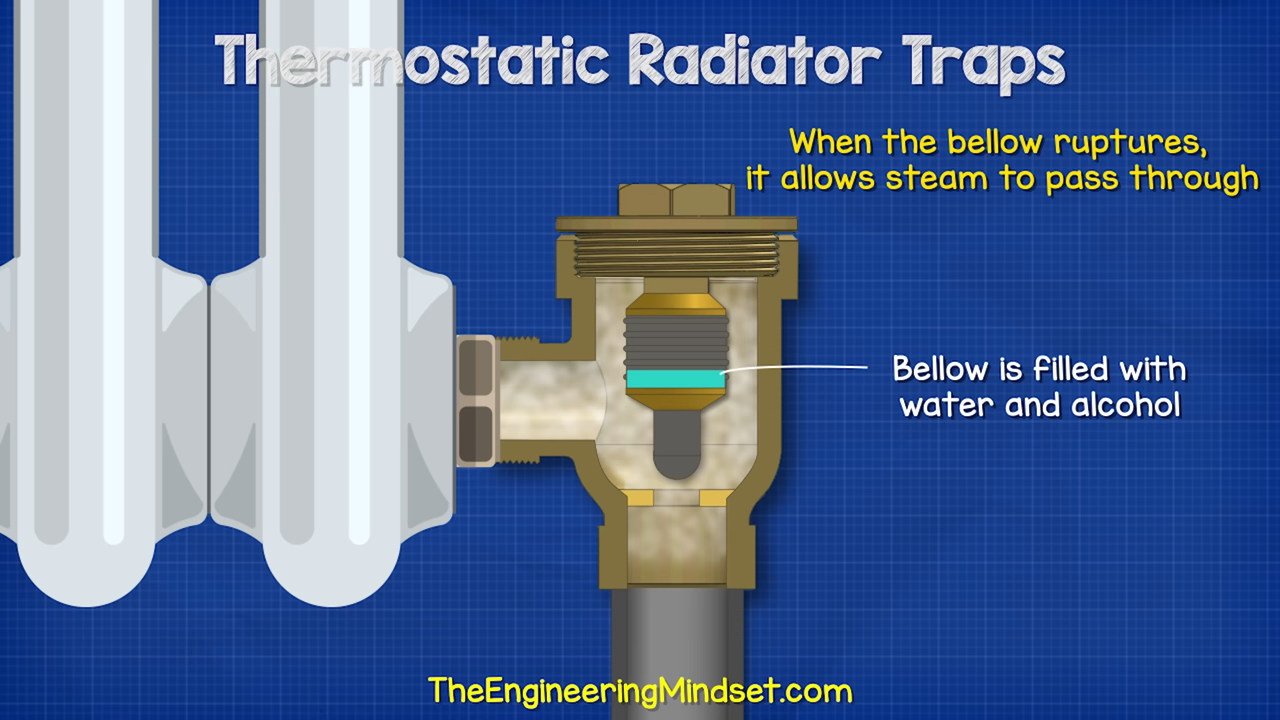 Thermostatic Radiator Traps
When the bellow ruptures,
it allows steam to pass through
Bellow is filled with
water and alcohol
TheEngineeringMindset.com